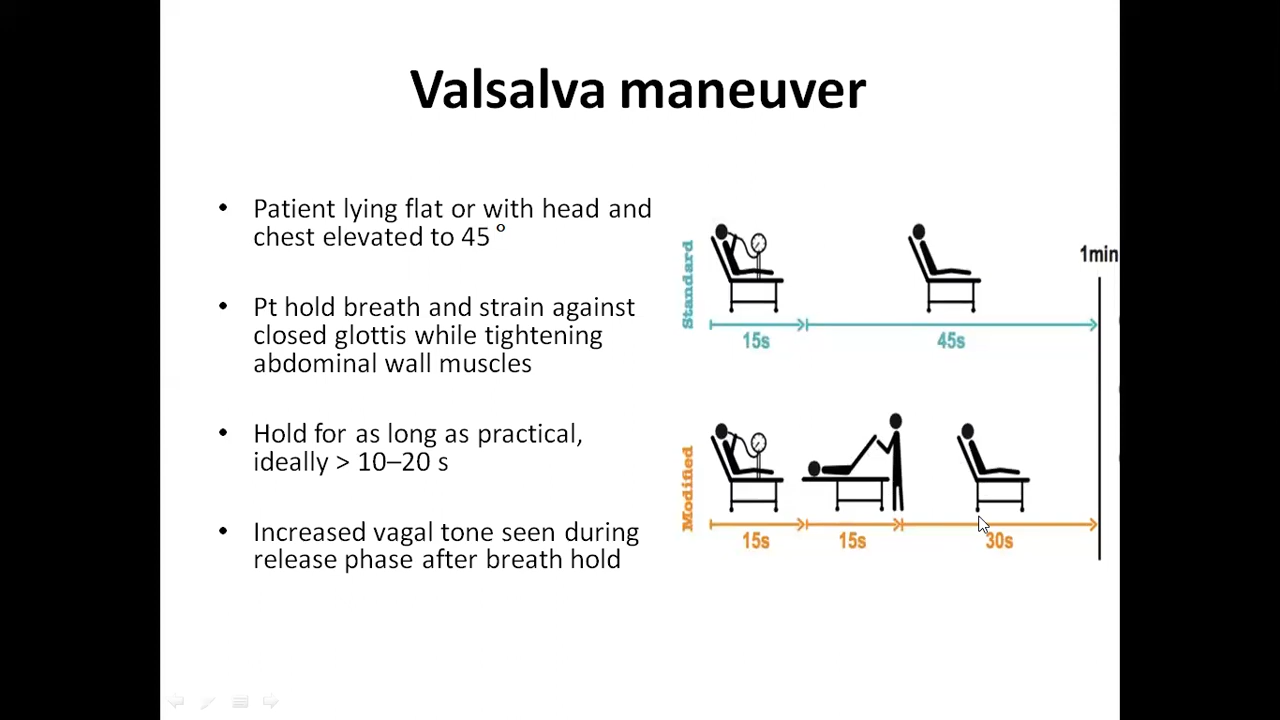 Valsalva maneuver
• Patient lying flat or with head and
chest elevated to 45°
• Pt hold breath and strain against
closed glottis while tightening
abdominal wall muscles
• Hold for as long as practical,
ideally > 10–20 s
• Increased vagal tone seen during
release phase after breath hold
Standard
1min
15s
45s
Modified
15s
15s
30s